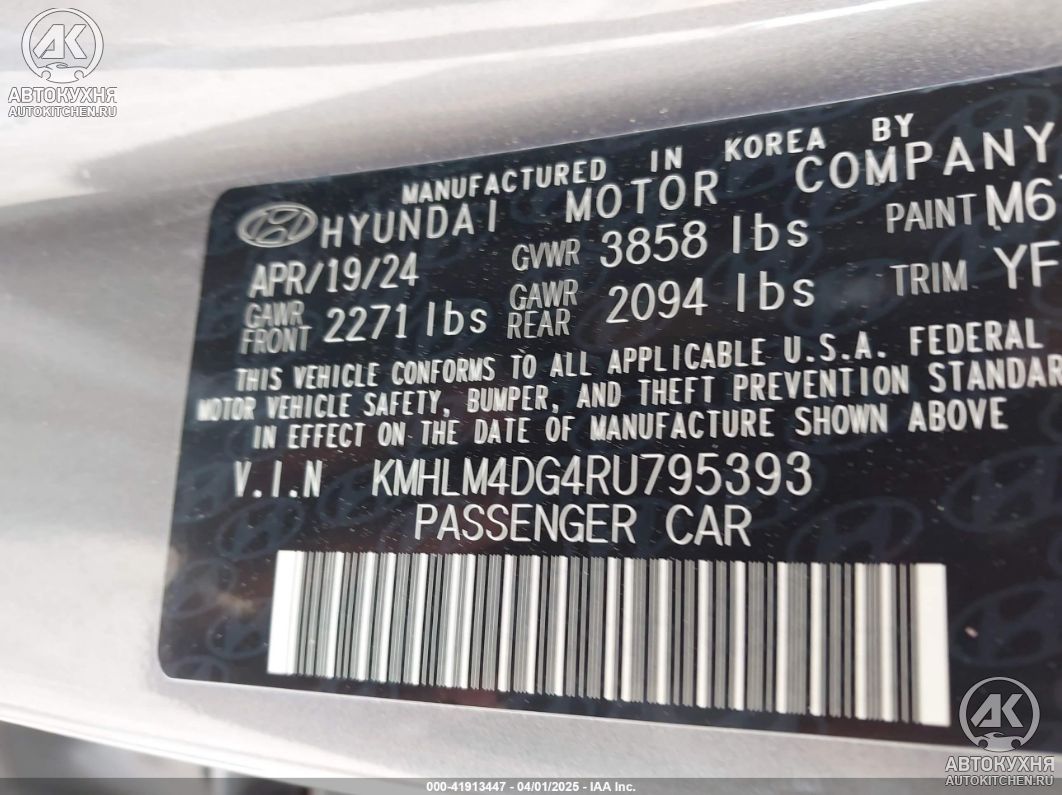 AK
АВТОКУХНЯ
AUTOKITCHEN.RU
MANUFACTURED IN KOREA BY
HYUNDAI MOTOR COMPANY
APR/19/24 GVWR 3858 lbs PAINT
GAWR FRONT 2271 lbs GAWR REAR 2094 lbs TRIM YF
THIS VEHICLE CONFORMS TO ALL APPLICABLE U.S.A. FEDERAL
MOTOR VEHICLE SAFETY, BUMPER, AND THEFT PREVENTION STANDAR
IN EFFECT ON THE DATE OF MANUFACTURE SHOWN ABOVE
V.I.N KMHLM4DG4RU795393
PASSENGER CAR
AK
АВТОКУХНЯ
AUTOKITCHEN.RU
000-41913447 - 04/01/2025 - IAA Inc.